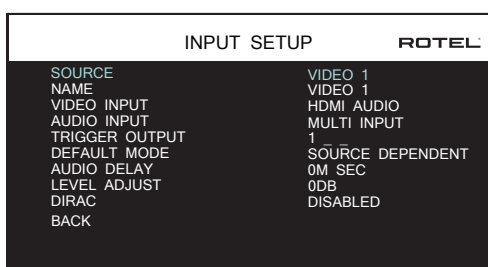 INPUT SETUP ROTEL
SOURCE VIDEO 1
NAME VIDEO 1
VIDEO INPUT HDMI AUDIO
AUDIO INPUT MULTI INPUT
TRIGGER OUTPUT 1 _ _
DEFAULT MODE SOURCE DEPENDENT
AUDIO DELAY 0M SEC
LEVEL ADJUST 0DB
DIRAC DISABLED
BACK